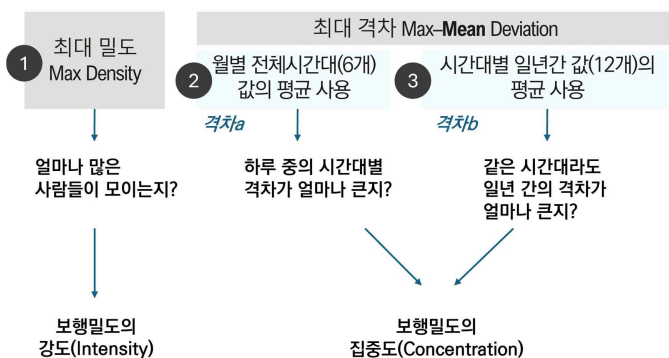 1
최대 밀도
Max Density
최대 격차 Max–Mean Deviation
2
월별 전체시간대(6개)
값의 평균 사용
3
시간대별 일년간 값(12개)의
평균 사용
격차a
격차b
얼마나 많은
사람들이 모이는지?
하루 중의 시간대별
격차가 얼마나 큰지?
같은 시간대라도
일년 간의 격차가
얼마나 큰지?
보행밀도의
강도(Intensity)
보행밀도의
집중도(Concentration)